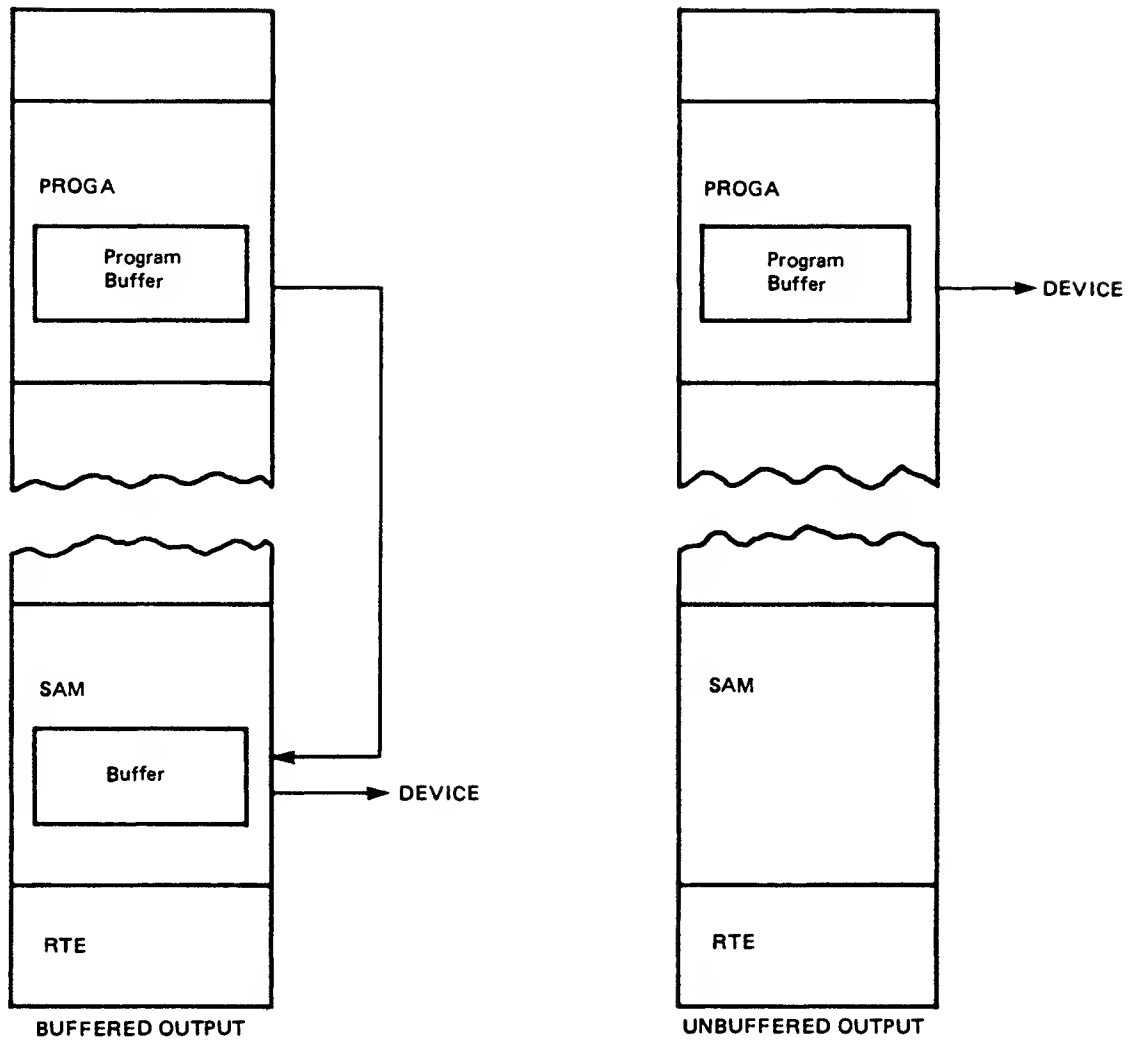 PROGA
Program
Buffer
SAM
Buffer
DEVICE
RTE
BUFFERED OUTPUT
PROGA
Program
Buffer
DEVICE
SAM
RTE
UNBUFFERED OUTPUT